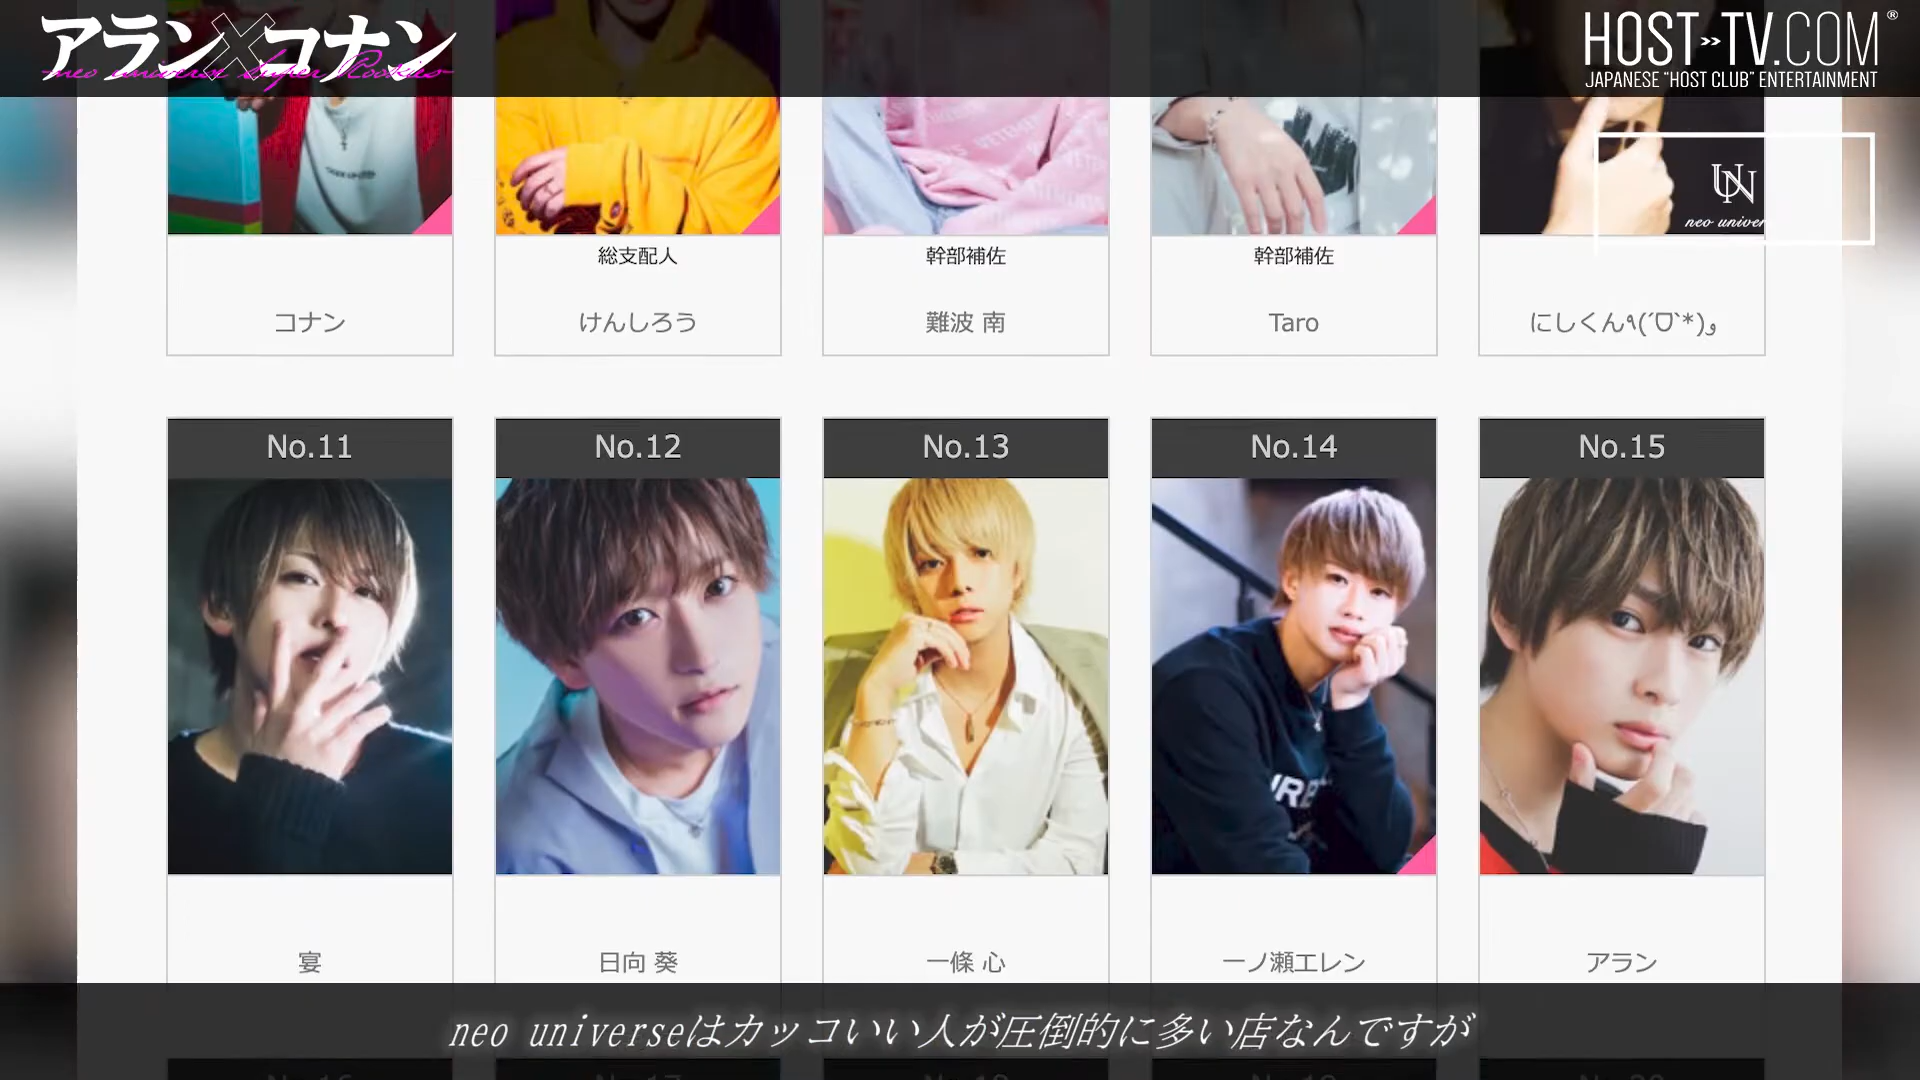 アラン×コナン
neo universe Super Rookies
HOST»TV.COM®
JAPANESE "HOST CLUB" ENTERTAINMENT
UN
neo univer
総支配人
幹部補佐
幹部補佐
コナン
けんしろう
難波 南
Taro
にしくん٩(´ᗜ`*)و
No.11
No.12
No.13
No.14
No.15
宴
日向 葵
一條 心
一ノ瀬エレン
アラン
neo universeはカッコいい人が圧倒的に多い店なんですが